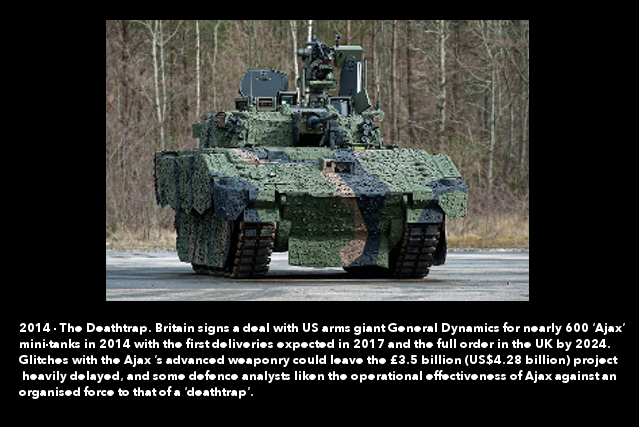 2014 - The Deathtrap. Britain signs a deal with US arms giant General Dynamics for nearly 600 ‘Ajax’
mini-tanks in 2014 with the first deliveries expected in 2017 and the full order in the UK by 2024.
Glitches with the Ajax ’s advanced weaponry could leave the £3.5 billion (US$4.28 billion) project
heavily delayed, and some defence analysts liken the operational effectiveness of Ajax against an
organised force to that of a ‘deathtrap’.